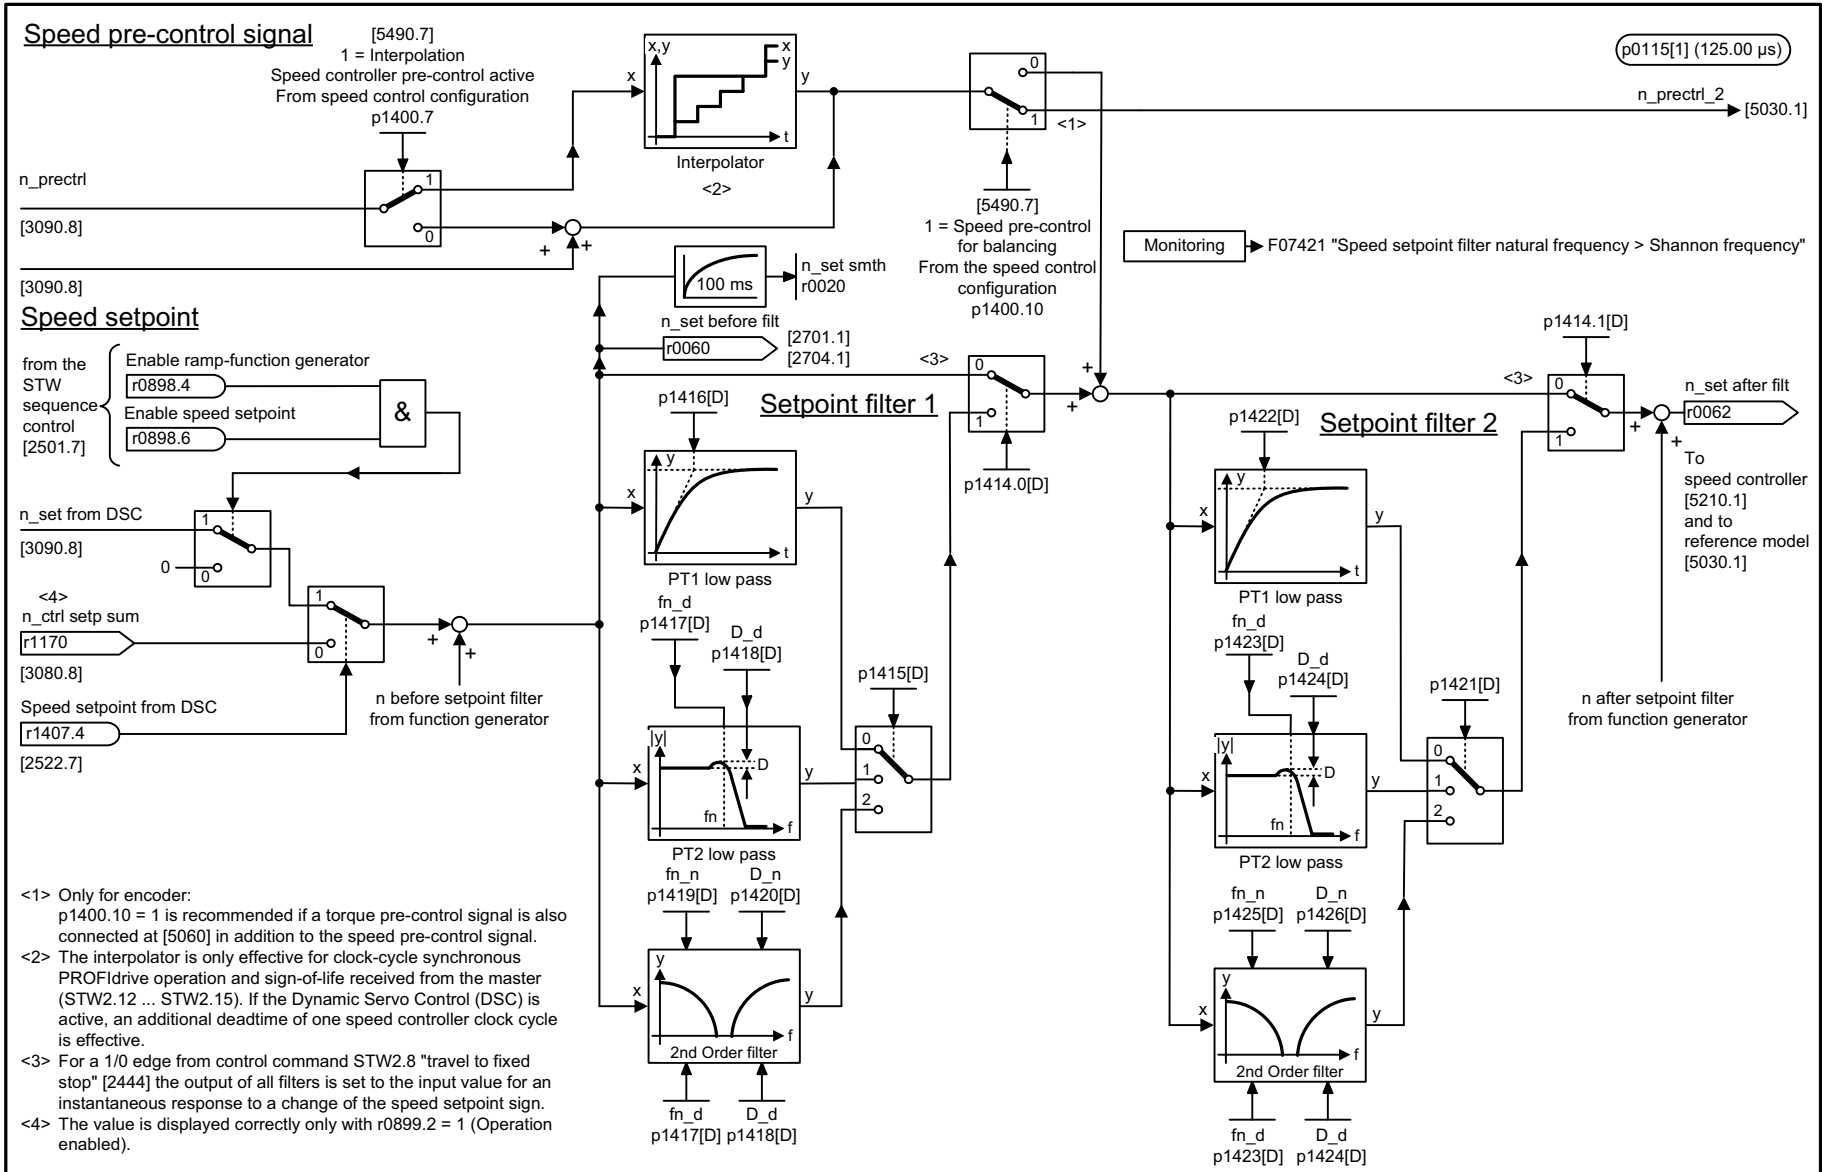 Speed pre-control signal
[5490.7]
1 = Interpolation
Speed controller pre-control active
From speed control configuration
p1400.7
n_prectrl
[3090.8]
1
0
+
+
[3090.8]
x,y
x
y
x
y
t
Interpolator
<2>
0
1
<1>
[5490.7]
1 = Speed pre-control
for balancing
From the speed control
configuration
p1400.10
p0115[1] (125.00 µs)
n_prectrl_2
[5030.1]
Monitoring
F07421 "Speed setpoint filter natural frequency > Shannon frequency"
Speed setpoint
from the
STW
sequence
control
[2501.7]
Enable ramp-function generator
r0898.4
Enable speed setpoint
r0898.6
&
n_set from DSC
[3090.8]
1
0
0
<4>
n_ctrl setp sum
r1170
[3080.8]
1
0
Speed setpoint from DSC
r1407.4
[2522.7]
+
+
n before setpoint filter
from function generator
100 ms
n_set smth
r0020
n_set before filt
r0060
[2701.1]
[2704.1]
<3>
0
1
p1414.0[D]
+
+
Setpoint filter 1
p1416[D]
x
y
y
t
PT1 low pass
fn_d
p1417[D]
D_d
p1418[D]
x
|y|
D
fn
f
y
PT2 low pass
p1415[D]
0
1
2
fn_n
p1419[D]
D_n
p1420[D]
x
y
f
y
2nd Order filter
fn_d
p1417[D]
D_d
p1418[D]
Setpoint filter 2
p1422[D]
x
y
y
t
PT1 low pass
fn_d
p1423[D]
D_d
p1424[D]
x
|y|
D
fn
f
y
PT2 low pass
p1421[D]
0
1
2
fn_n
p1425[D]
D_n
p1426[D]
x
y
f
y
2nd Order filter
fn_d
p1423[D]
D_d
p1424[D]
<3>
p1414.1[D]
0
1
+
+
n_set after filt
r0062
To
speed controller
[5210.1]
and to
reference model
[5030.1]
n after setpoint filter
from function generator
<1> Only for encoder:
p1400.10 = 1 is recommended if a torque pre-control signal is also
connected at [5060] in addition to the speed pre-control signal.
<2> The interpolator is only effective for clock-cycle synchronous
PROFIdrive operation and sign-of-life received from the master
(STW2.12 ... STW2.15). If the Dynamic Servo Control (DSC) is
active, an additional deadtime of one speed controller clock cycle
is effective.
<3> For a 1/0 edge from control command STW2.8 "travel to fixed
stop" [2444] the output of all filters is set to the input value for an
instantaneous response to a change of the speed setpoint sign.
<4> The value is displayed correctly only with r0899.2 = 1 (Operation
enabled).